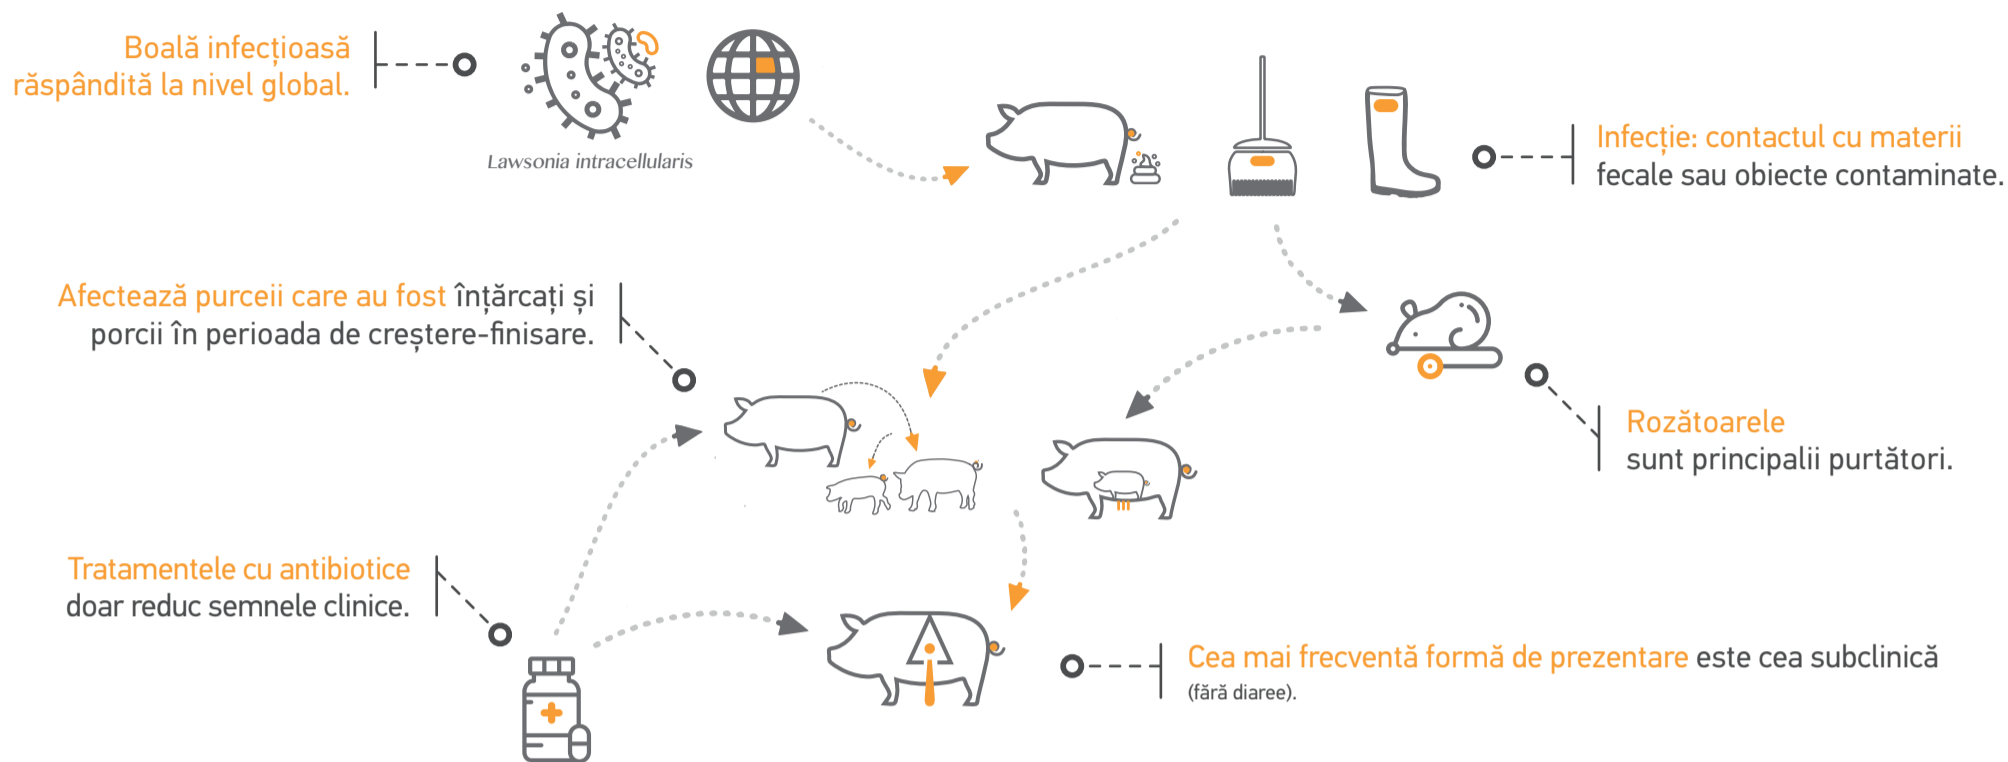 Boală infecțioasă
răspândită la nivel global.
Lawsonia intracellularis
Infecție: contactul cu materii
fecale sau obiecte contaminate.
Afectează purceii care au fost înțărcați și
porcii în perioada de creștere-finisare.
Rozătoarele
sunt principalii purtători.
Tratamentele cu antibiotice
doar reduc semnele clinice.
Cea mai frecventă formă de prezentare este cea subclinică
(fără diaree).